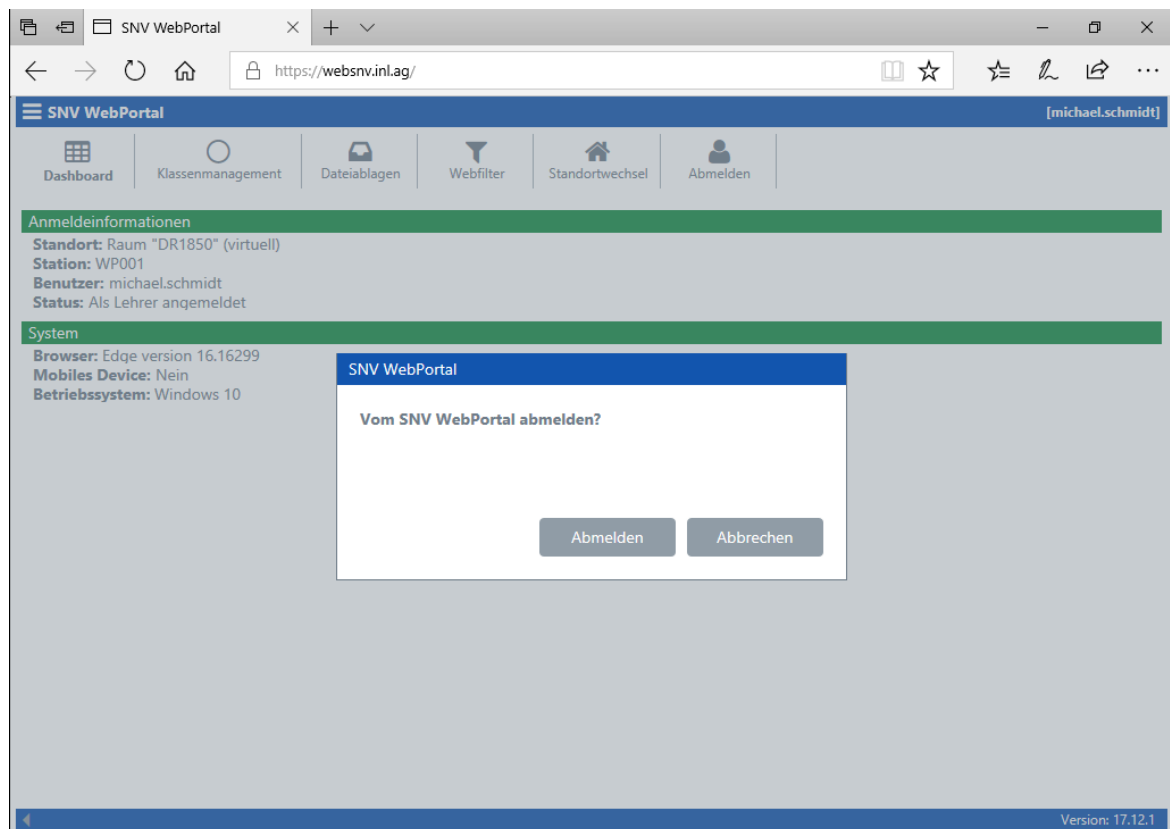 SNV WebPortal
https://websnv.inl.ag/
SNV WebPortal [michael.schmidt]
Dashboard Klassenmanagement Dateiablagen Webfilter Standortwechsel Abmelden
Anmeldeinformationen
Standort: Raum "DR1850" (virtuell)
Station: WP001
Benutzer: michael.schmidt
Status: Als Lehrer angemeldet
System
Browser: Edge version 16.16299
Mobiles Device: Nein
Betriebssystem: Windows 10
SNV WebPortal
Vom SNV WebPortal abmelden?
Abmelden Abbrechen
Version: 17.12.1